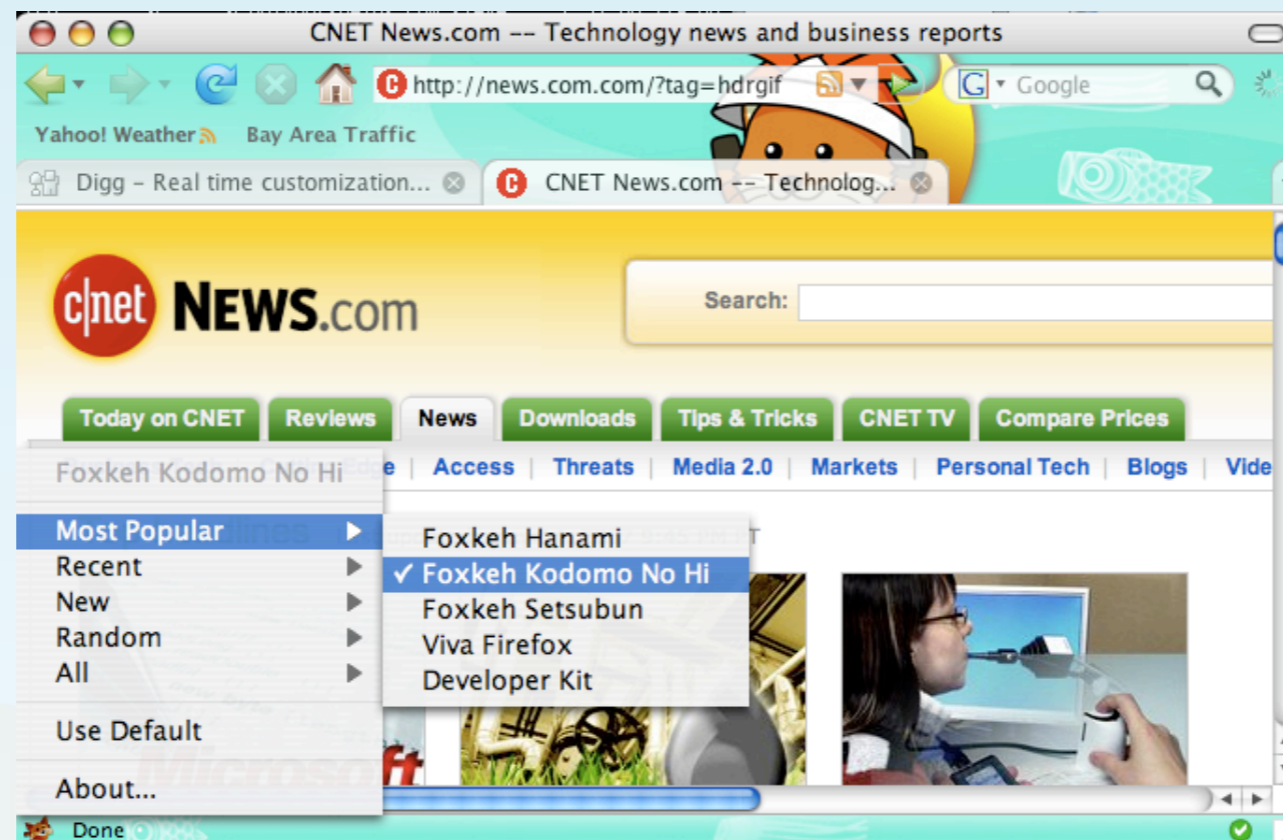 CNET News.com -- Technology news and business reports
http://news.com.com/?tag=hdrgif
Google
Yahoo! Weather Bay Area Traffic
Digg - Real time customization... CNET News.com -- Technolog...
c|net NEWS.com
Search:
Today on CNET Reviews News Downloads Tips & Tricks CNET TV Compare Prices
Access | Threats | Media 2.0 | Markets | Personal Tech | Blogs | Vide
Foxkeh Kodomo No Hi
Most Popular
Recent
New
Random
All
Use Default
About...
Foxkeh Hanami
✓ Foxkeh Kodomo No Hi
Foxkeh Setsubun
Viva Firefox
Developer Kit
Microsoft
Done